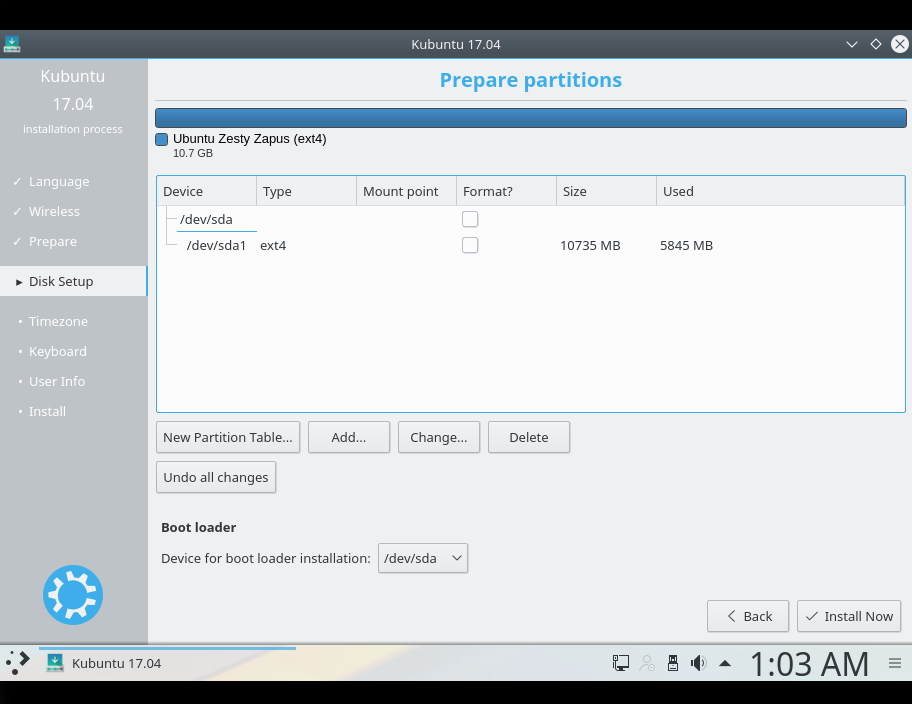 Kubuntu 17.04
Kubuntu
17.04
installation process
✓ Language
✓ Wireless
✓ Prepare
▸ Disk Setup
• Timezone
• Keyboard
• User Info
• Install
Prepare partitions
Ubuntu Zesty Zapus (ext4)
10.7 GB
Device Type Mount point Format? Size Used
/dev/sda
/dev/sda1 ext4 10735 MB 5845 MB
New Partition Table... Add... Change... Delete
Undo all changes
Boot loader
Device for boot loader installation: /dev/sda
Back Install Now
Kubuntu 17.04 1:03 AM